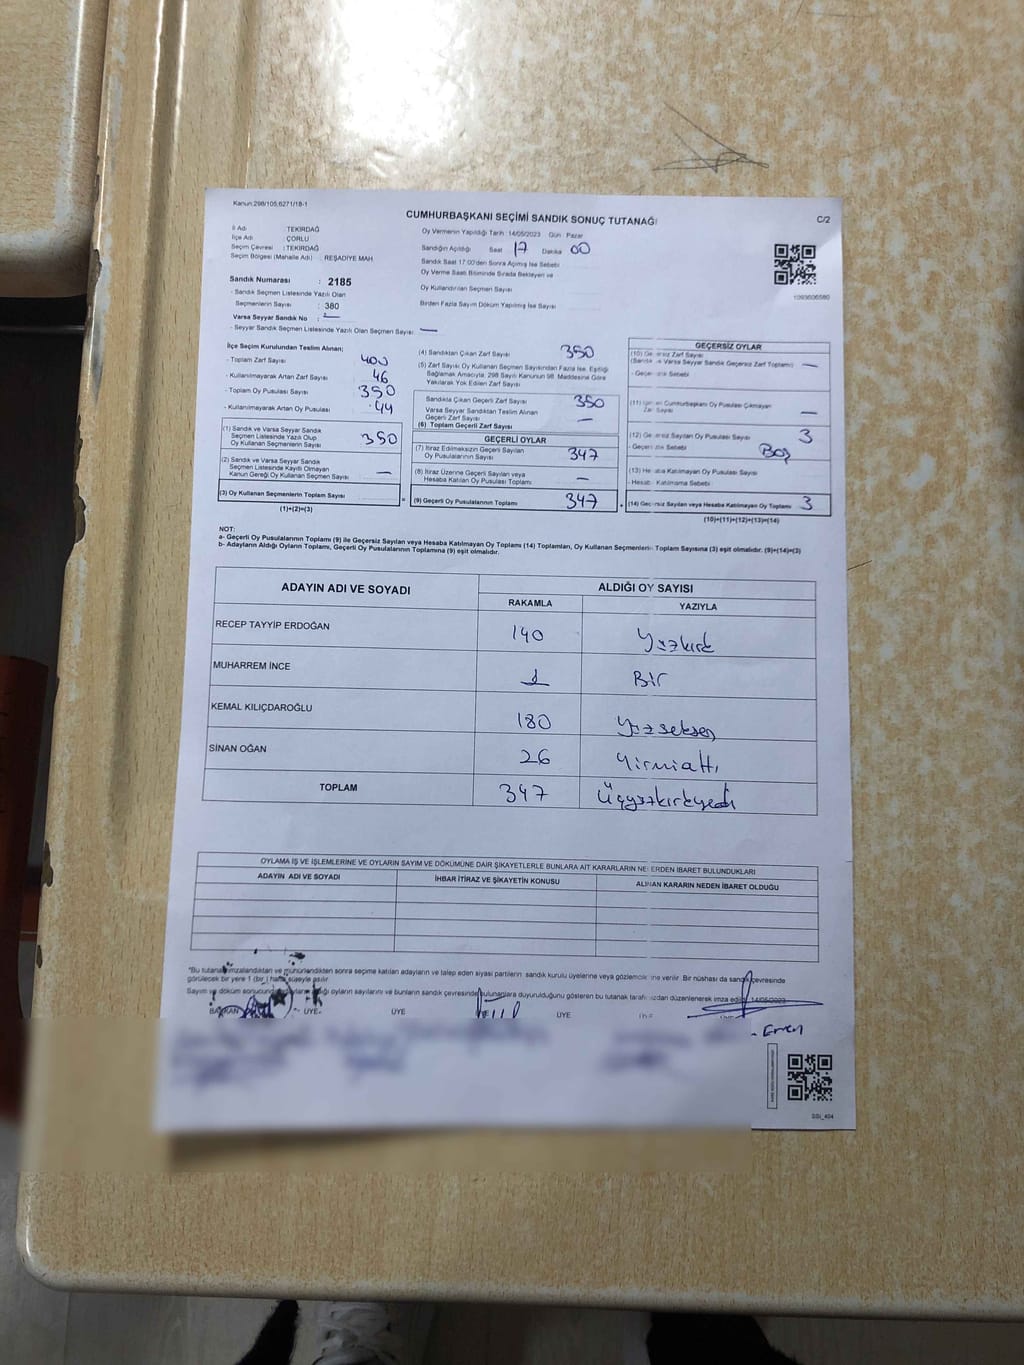 Kanun:298/105;6271/18-1
CUMHURBAŞKANI SEÇİMİ SANDIK SONUÇ TUTANAĞI
C/2
İl Adı : TEKİRDAĞ
İlçe Adı : ÇORLU
Seçim Çevresi : TEKİRDAĞ
Seçim Bölgesi (Mahalle Adı) : REŞADİYE MAH
Oy Vermenin Yapıldığı Tarih :14/05/2023 Gün : Pazar
Sandığın Açıldığı Saat 17 Dakika 00
Sandık Saat 17:00'den Sonra Açılmış İse Sebebi
Oy Verme Saati Bitiminde Sırada Bekleyen ve
Oy Kullandırılan Seçmen Sayısı
Birden Fazla Sayım Döküm Yapılmış İse Sayısı
1093606580
Sandık Numarası : 2185
- Sandık Seçmen Listesinde Yazılı Olan
Seçmenlerin Sayısı : 380
Varsa Seyyar Sandık No :
- Seyyar Sandık Seçmen Listesinde Yazılı Olan Seçmen Sayısı : —
İlçe Seçim Kurulundan Teslim Alınan;
- Toplam Zarf Sayısı 400
- Kullanılmayarak Artan Zarf Sayısı 46
- Toplam Oy Pusulası Sayısı 350
- Kullanılmayarak Artan Oy Pusulası 44
(1) Sandık ve Varsa Seyyar Sandık
Seçmen Listesinde Yazılı Olup
Oy Kullanan Seçmenlerin Sayısı 350
(2) Sandık ve Varsa Seyyar Sandık
Seçmen Listesinde Kayıtlı Olmayan
Kanun Gereği Oy Kullanan Seçmen Sayısı —
(3) Oy Kullanan Seçmenlerin Toplam Sayısı
(1)+(2)=(3)
=
(4) Sandıktan Çıkan Zarf Sayısı 350
(5) Zarf Sayısı Oy Kullanan Seçmen Sayısından Fazla İse, Eşitliği
Sağlamak Amacıyla, 298 Sayılı Kanunun 98. Maddesine Göre
Yakılarak Yok Edilen Zarf Sayısı
Sandıkta Çıkan Geçerli Zarf Sayısı 350
Varsa Seyyar Sandıktan Teslim Alınan
Geçerli Zarf Sayısı —
(6) Toplam Geçerli Zarf Sayısı
GEÇERLİ OYLAR
(7) İtiraz Edilmeksizin Geçerli Sayılan
Oy Pusulasının Sayısı 347
(8) İtiraz Üzerine Geçerli Sayılan veya
Hesaba Katılan Oy Pusulası Toplamı —
(9) Geçerli Oy Pusulalarının Toplamı 347
+
GEÇERSİZ OYLAR
(10) Geçersiz Zarf Sayısı
(Sandık ve Varsa Seyyar Sandık Geçersiz Zarf Toplamı) —
- Geçersizlik Sebebi
(11) İçinden Cumhurbaşkanı Oy Pusulası Çıkmayan
Zarf Sayısı —
(12) Geçersiz Sayılan Oy Pusulası Sayısı 3
- Geçersizlik Sebebi Boş
(13) Hesaba Katılmayan Oy Pusulası Sayısı
- Hesaba Katılmama Sebebi
(14) Geçersiz Sayılan veya Hesaba Katılmayan Oy Toplamı 3
(10)+(11)+(12)+(13)=(14)
NOT:
a- Geçerli Oy Pusulalarının Toplamı (9) ile Geçersiz Sayılan veya Hesaba Katılmayan Oy Toplamı (14) Toplamları, Oy Kullanan Seçmenlerin Toplam Sayısına (3) eşit olmalıdır. (9)+(14)=(3)
b- Adayların Aldığı Oyların Toplamı, Geçerli Oy Pusulalarının Toplamına (9) eşit olmalıdır.
ADAYIN ADI VE SOYADI
ALDIĞI OY SAYISI
RAKAMLA YAZIYLA
RECEP TAYYİP ERDOĞAN 140 Yüzkırk
MUHARREM İNCE 1 Bir
KEMAL KILIÇDAROĞLU 180 Yüzseksen
SİNAN OĞAN 26 Yirmialtı
TOPLAM 347 Üçyüzkırkyedi
OYLAMA İŞ VE İŞLEMLERİNE VE OYLARIN SAYIM VE DÖKÜMÜNE DAİR ŞİKAYETLERLE BUNLARA AİT KARARLARIN NELERDEN İBARET BULUNDUKLARI
ADAYIN ADI VE SOYADI İHBAR İTİRAZ VE ŞİKAYETİN KONUSU ALINAN KARARIN NEDEN İBARET OLDUĞU
*Bu tutanak imzalandıktan ve mühürlendikten sonra seçime katılan adayların ve talep eden siyasi partilerin sandık kurulu üyelerine veya gözlemcilerine verilir. Bir nüshası da sandık çevresinde
görülecek bir yere 1 (bir) hafta süreyle asılır.
Sayım ve döküm sonucunda adayların aldığı oyların sayılarını ve bunların sandık çevresinde bulunanlara duyurulduğunu gösteren bu tutanak tarafımızdan düzenlenerek imza edildi. 14/05/2023
BAŞKAN ÜYE ÜYE ÜYE ÜYE ÜYE
Eren
SSI_404